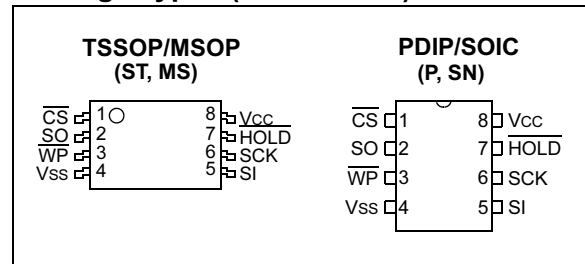 TSSOP/MSOP
(ST, MS)
CS 1 8 VCC
SO 2 7 HOLD
WP 3 6 SCK
VSS 4 5 SI
PDIP/SOIC
(P, SN)
CS 1 8 VCC
SO 2 7 HOLD
WP 3 6 SCK
VSS 4 5 SI